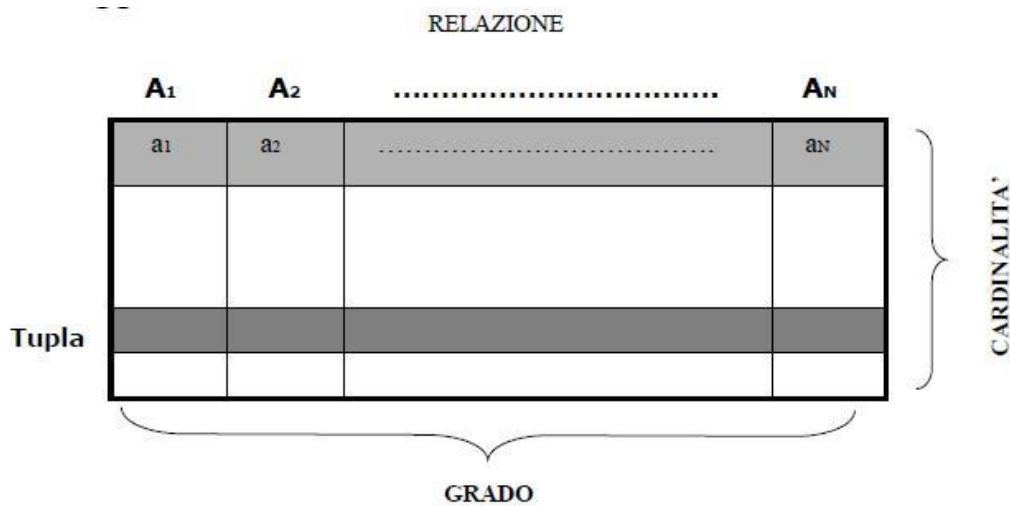 RELAZIONE
A1 A2 .................................. AN
a1 a2 .................................... aN
CARDINALITA’
Tupla
GRADO